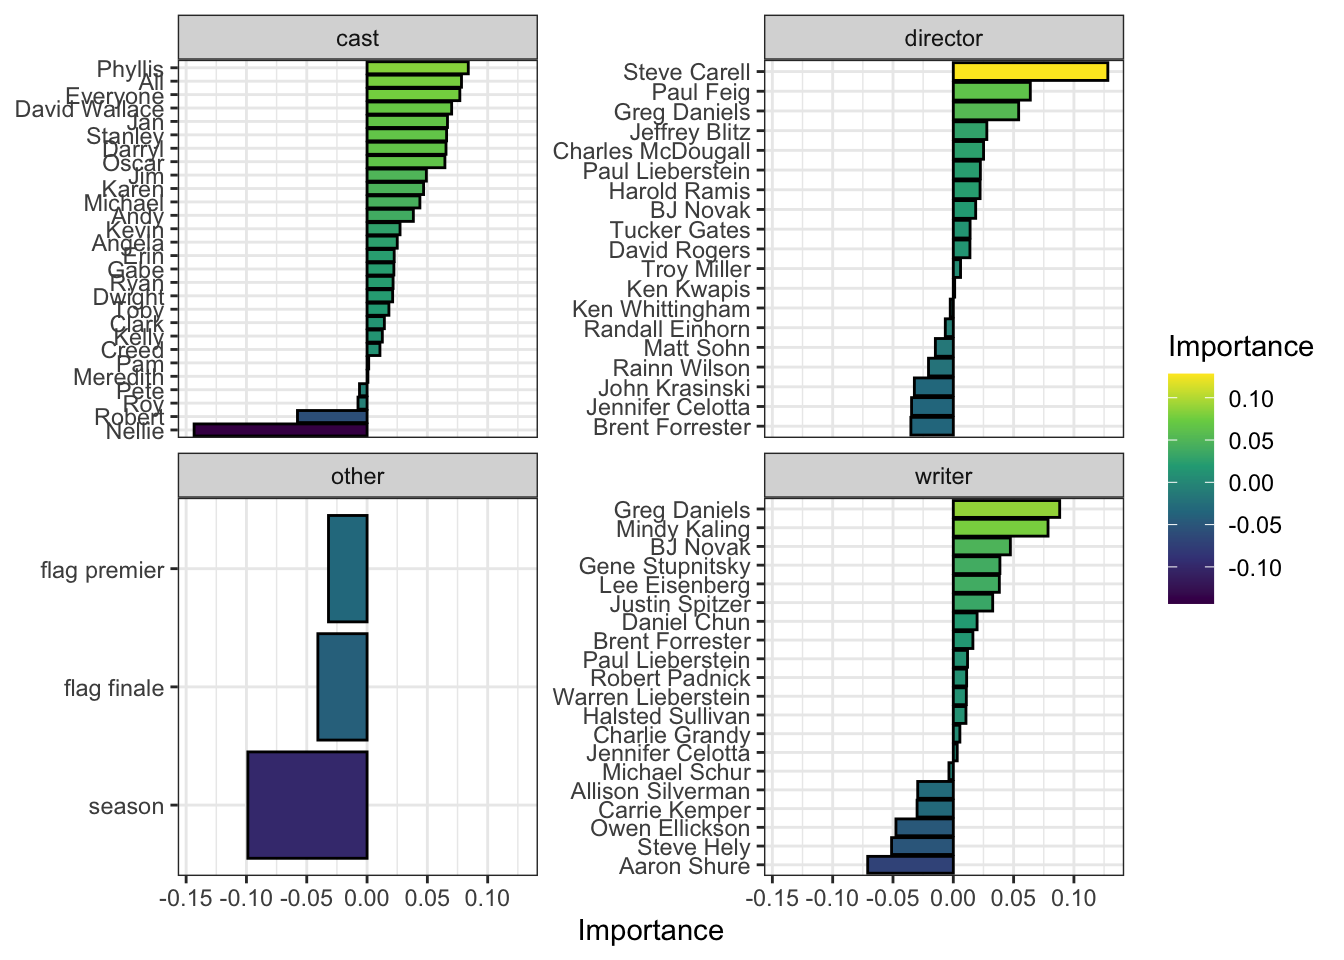 cast
Phyllis
All
Everyone
David Wallace
Jan
Stanley
Darryl
Oscar
Jim
Karen
Michael
Andy
Kevin
Angela
Erin
Gabe
Ryan
Dwight
Toby
Clark
Kelly
Creed
Pam
Meredith
Pete
Roy
Robert
Nellie
director
Steve Carell
Paul Feig
Greg Daniels
Jeffrey Blitz
Charles McDougall
Paul Lieberstein
Harold Ramis
BJ Novak
Tucker Gates
David Rogers
Troy Miller
Ken Kwapis
Ken Whittingham
Randall Einhorn
Matt Sohn
Rainn Wilson
John Krasinski
Jennifer Celotta
Brent Forrester
other
flag premier
flag finale
season
-0.15 -0.10 -0.05 0.00 0.05 0.10
writer
Greg Daniels
Mindy Kaling
BJ Novak
Gene Stupnitsky
Lee Eisenberg
Justin Spitzer
Daniel Chun
Brent Forrester
Paul Lieberstein
Robert Padnick
Warren Lieberstein
Halsted Sullivan
Charlie Grandy
Jennifer Celotta
Michael Schur
Allison Silverman
Carrie Kemper
Owen Ellickson
Steve Hely
Aaron Shure
-0.15 -0.10 -0.05 0.00 0.05 0.10
Importance
Importance
0.10
0.05
0.00
-0.05
-0.10